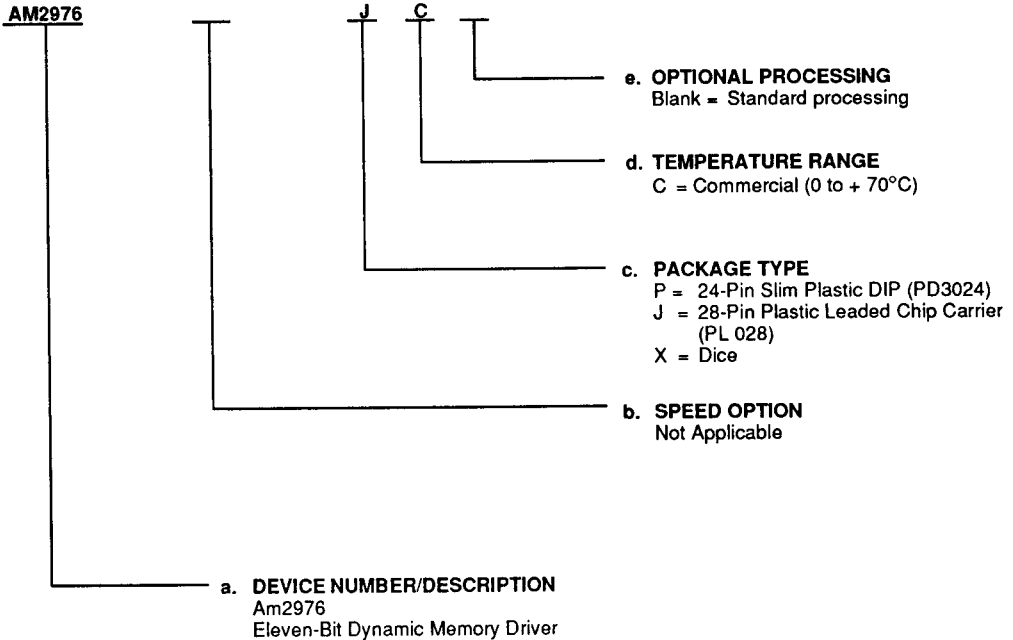 AM2976 J C
e. OPTIONAL PROCESSING
Blank = Standard processing
d. TEMPERATURE RANGE
C = Commercial (0 to + 70°C)
c. PACKAGE TYPE
P = 24-Pin Slim Plastic DIP (PD3024)
J = 28-Pin Plastic Leaded Chip Carrier
(PL 028)
X = Dice
b. SPEED OPTION
Not Applicable
a. DEVICE NUMBER/DESCRIPTION
Am2976
Eleven-Bit Dynamic Memory Driver